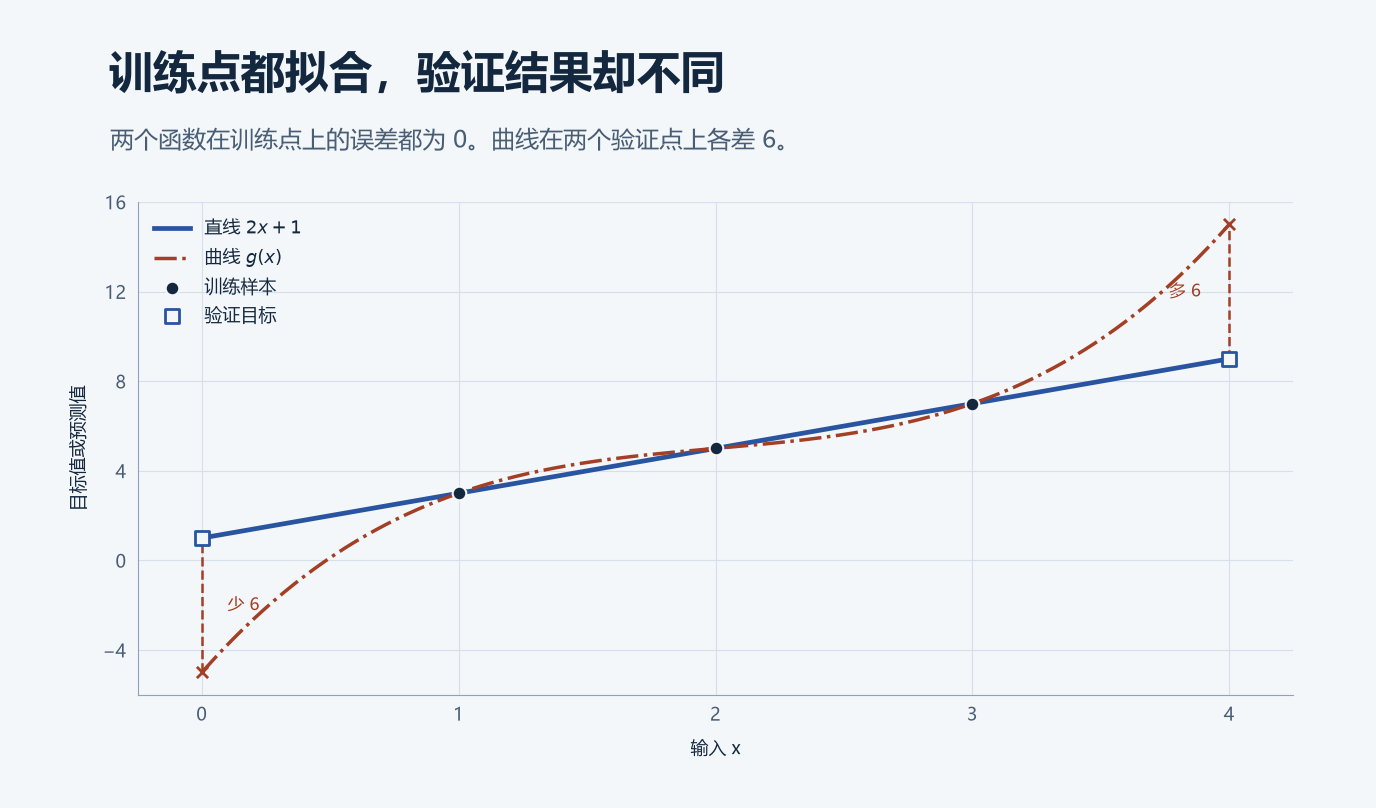 训练点都拟合，验证结果却不同
两个函数在训练点上的误差都为 0。曲线在两个验证点上各差 6。
16
12
8
4
0
−4
目标值或预测值
直线 2x + 1
曲线 g(x)
训练样本
验证目标
多 6
少 6
0 1 2 3 4
输入 x